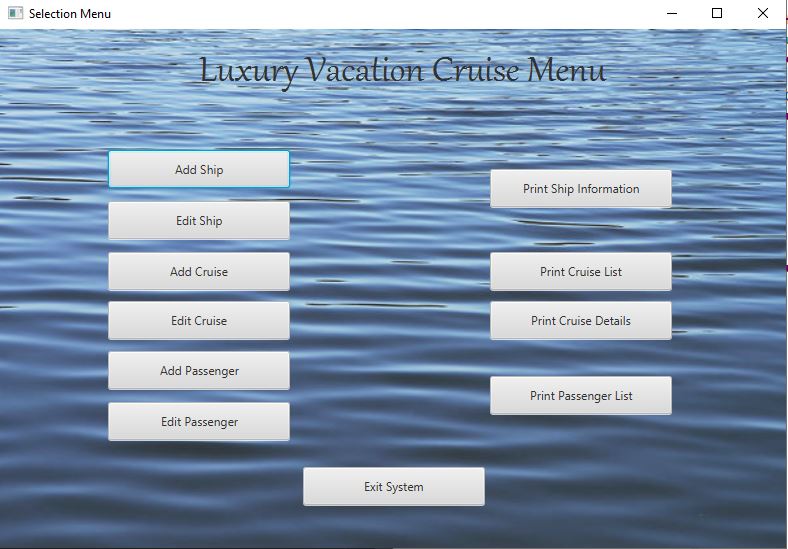 Selection Menu
Luxury Vacation Cruise Menu
Add Ship
Edit Ship
Add Cruise
Edit Cruise
Add Passenger
Edit Passenger
Print Ship Information
Print Cruise List
Print Cruise Details
Print Passenger List
Exit System